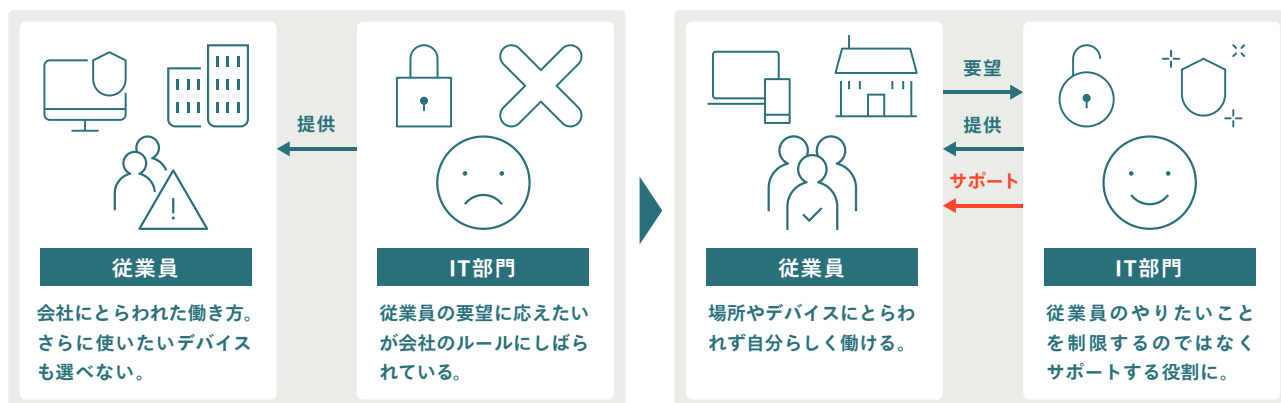 提供
従業員
会社にとらわれた働き方。
さらに使いたいデバイス
も選べない。
IT部門
従業員の要望に応えたい
が会社のルールにしばら
れている。
要望
提供
サポート
従業員
場所やデバイスにとらわ
れず自分らしく働ける。
IT部門
従業員のやりたいこと
を制限するのではなく
サポートする役割に。